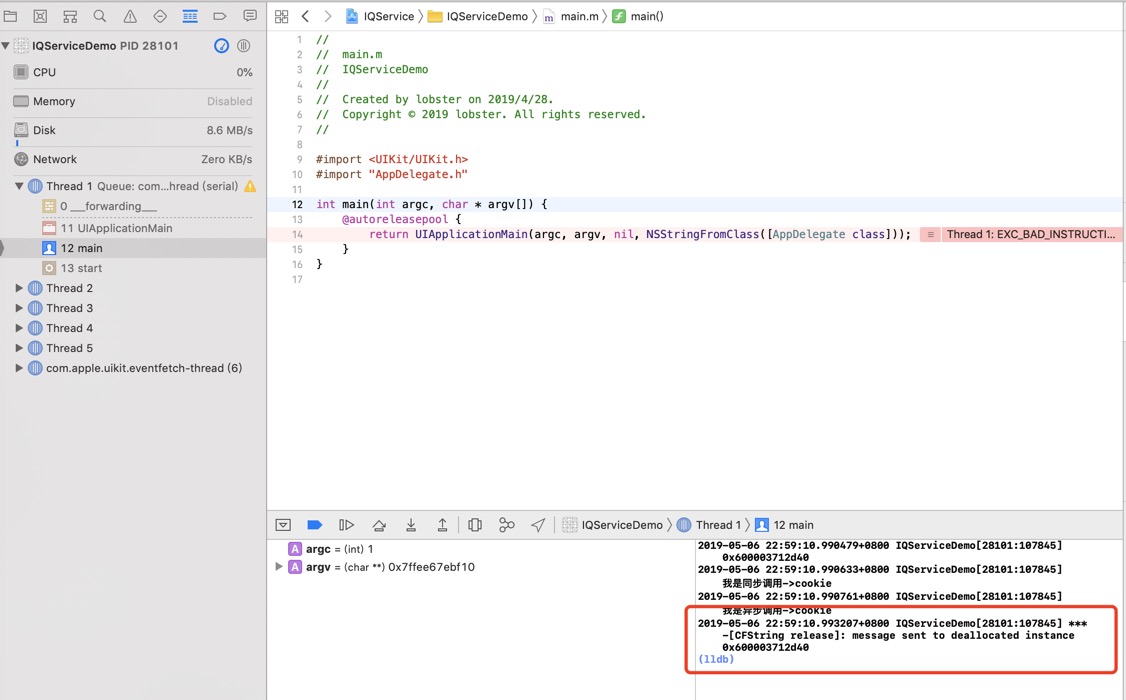 IQService
IQServiceDemo
main.m
main()
IQServiceDemo PID 28101
CPU 0%
Memory Disabled
Disk 8.6 MB/s
Network Zero KB/s
Thread 1 Queue: com...hread (serial)
0 ___forwarding___
11 UIApplicationMain
12 main
13 start
Thread 2
Thread 3
Thread 4
Thread 5
com.apple.uikit.eventfetch-thread (6)
1 //
2 //  main.m
3 //  IQServiceDemo
4 //
5 //  Created by lobster on 2019/4/28.
6 //  Copyright © 2019 lobster. All rights reserved.
7 //
8
9 #import <UIKit/UIKit.h>
10 #import "AppDelegate.h"
11
12 int main(int argc, char * argv[]) {
13     @autoreleasepool {
14         return UIApplicationMain(argc, argv, nil, NSStringFromClass([AppDelegate class])); = Thread 1: EXC_BAD_INSTRUCTI...
15     }
16 }
17
IQServiceDemo
Thread 1
12 main
A argc = (int) 1
A argv = (char **) 0x7ffee67ebf10
2019-05-06 22:59:10.990479+0800 IQServiceDemo[28101:107845]
0x600003712d40
2019-05-06 22:59:10.990633+0800 IQServiceDemo[28101:107845]
我是同步调用->cookie
2019-05-06 22:59:10.990761+0800 IQServiceDemo[28101:107845]
我是异步调用->cookie
2019-05-06 22:59:10.993207+0800 IQServiceDemo[28101:107845] ***
-[CFString release]: message sent to deallocated instance
0x600003712d40
(lldb)